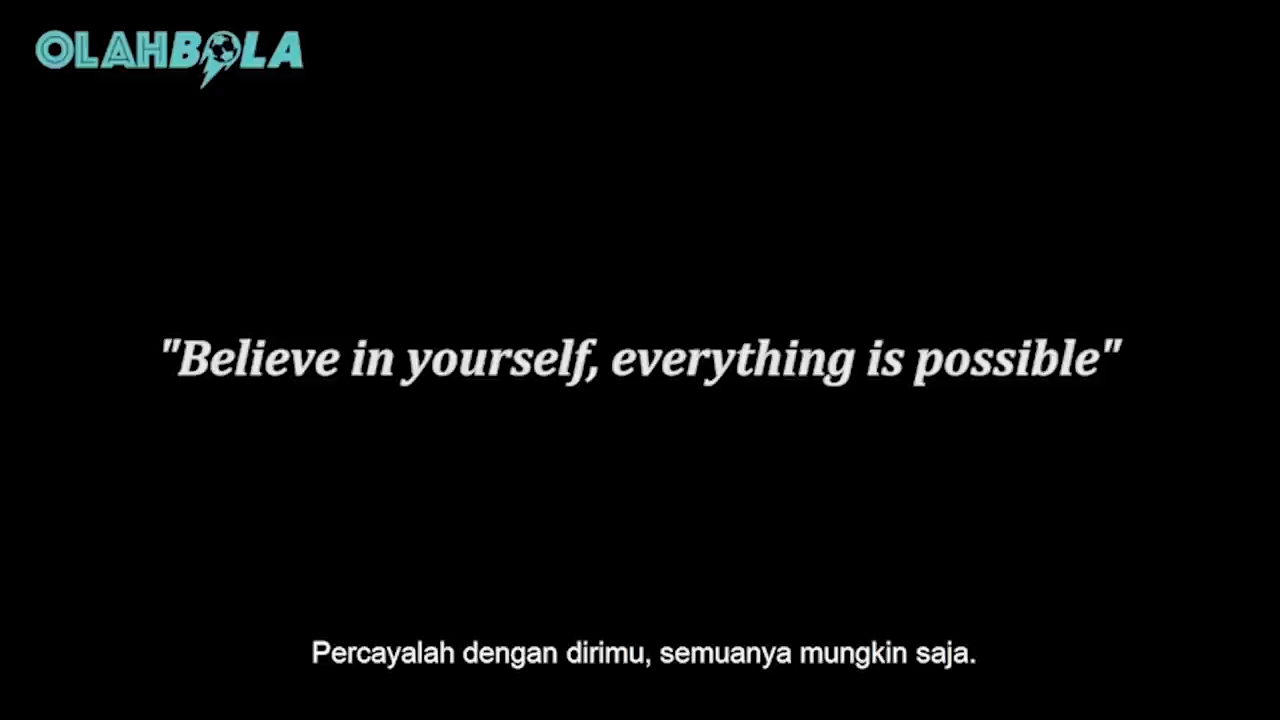 OLAHBOLA
"Believe in yourself, everything is possible"
Percayalah dengan dirimu, semuanya mungkin saja.